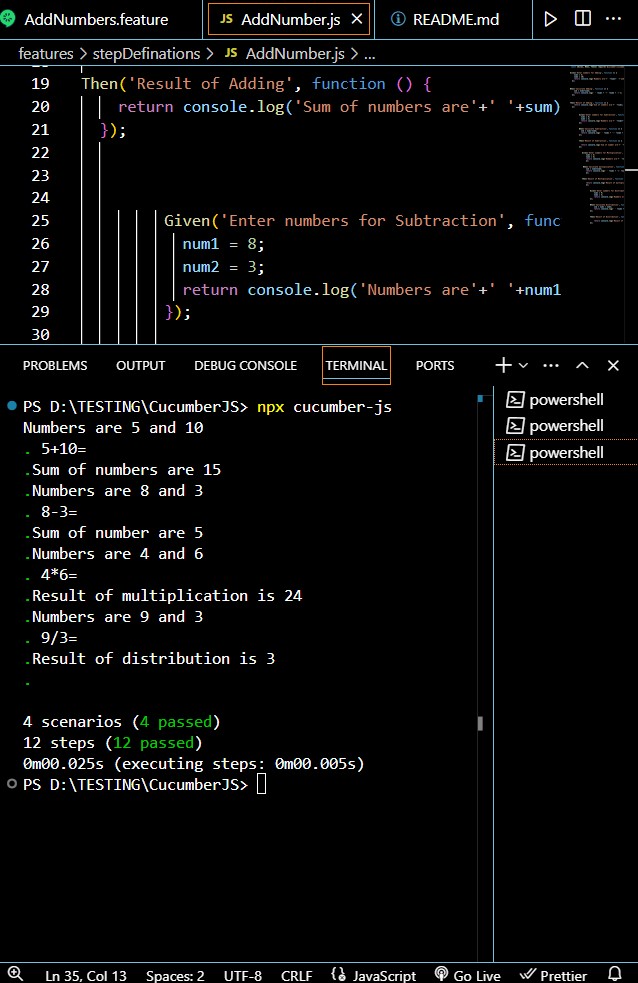 AddNumbers.feature
JS AddNumber.js
README.md
features > stepDefinations > JS AddNumber.js > ...
19 Then('Result of Adding', function () {
20 return console.log('Sum of numbers are'+' '+sum)
21 });
22
23
24
25 Given('Enter numbers for Subtraction', func
26 num1 = 8;
27 num2 = 3;
28 return console.log('Numbers are'+' '+num1
29 });
30
PROBLEMS OUTPUT DEBUG CONSOLE TERMINAL PORTS
PS D:\TESTING\CucumberJS> npx cucumber-js
Numbers are 5 and 10
. 5+10=
.Sum of numbers are 15
.Numbers are 8 and 3
. 8-3=
.Sum of number are 5
.Numbers are 4 and 6
. 4*6=
.Result of multiplication is 24
.Numbers are 9 and 3
. 9/3=
.Result of distribution is 3
.
4 scenarios (4 passed)
12 steps (12 passed)
0m00.025s (executing steps: 0m00.005s)
PS D:\TESTING\CucumberJS>
powershell
powershell
powershell
Ln 35, Col 13 Spaces: 2 UTF-8 CRLF {} JavaScript Go Live Prettier